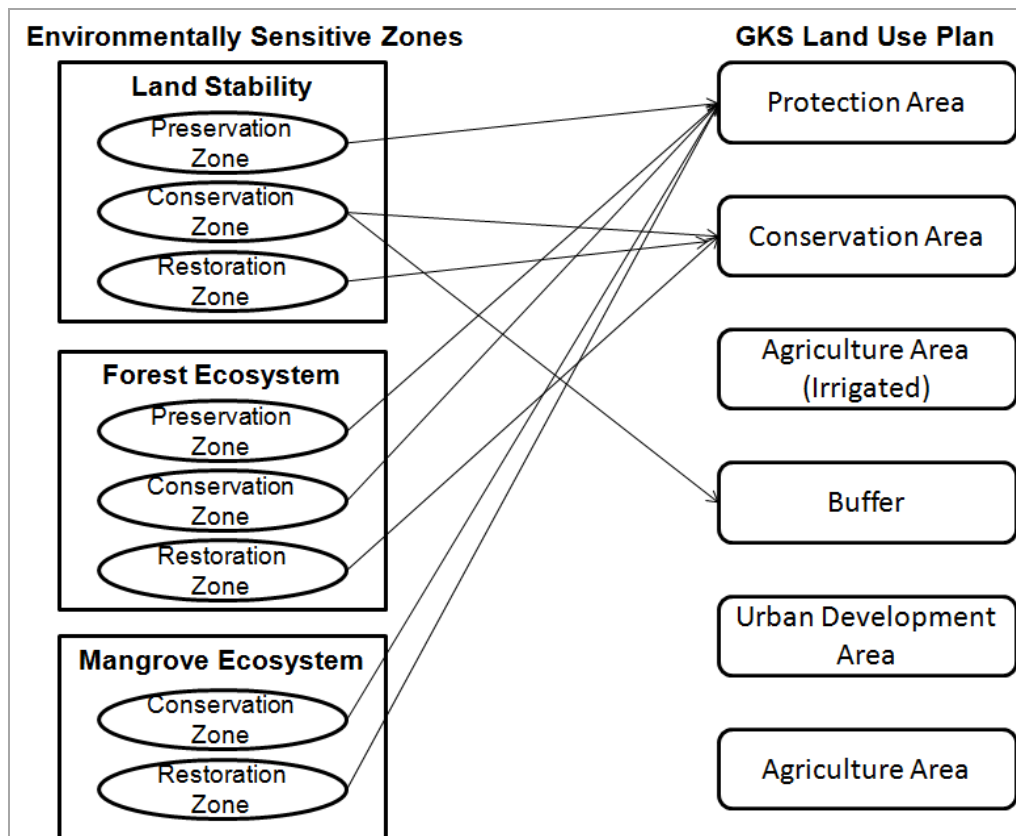 Environmentally Sensitive Zones
Land Stability
Preservation
Zone
Conservation
Zone
Restoration
Zone
Forest Ecosystem
Preservation
Zone
Conservation
Zone
Restoration
Zone
Mangrove Ecosystem
Conservation
Zone
Restoration
Zone
GKS Land Use Plan
Protection Area
Conservation Area
Agriculture Area
(Irrigated)
Buffer
Urban Development
Area
Agriculture Area